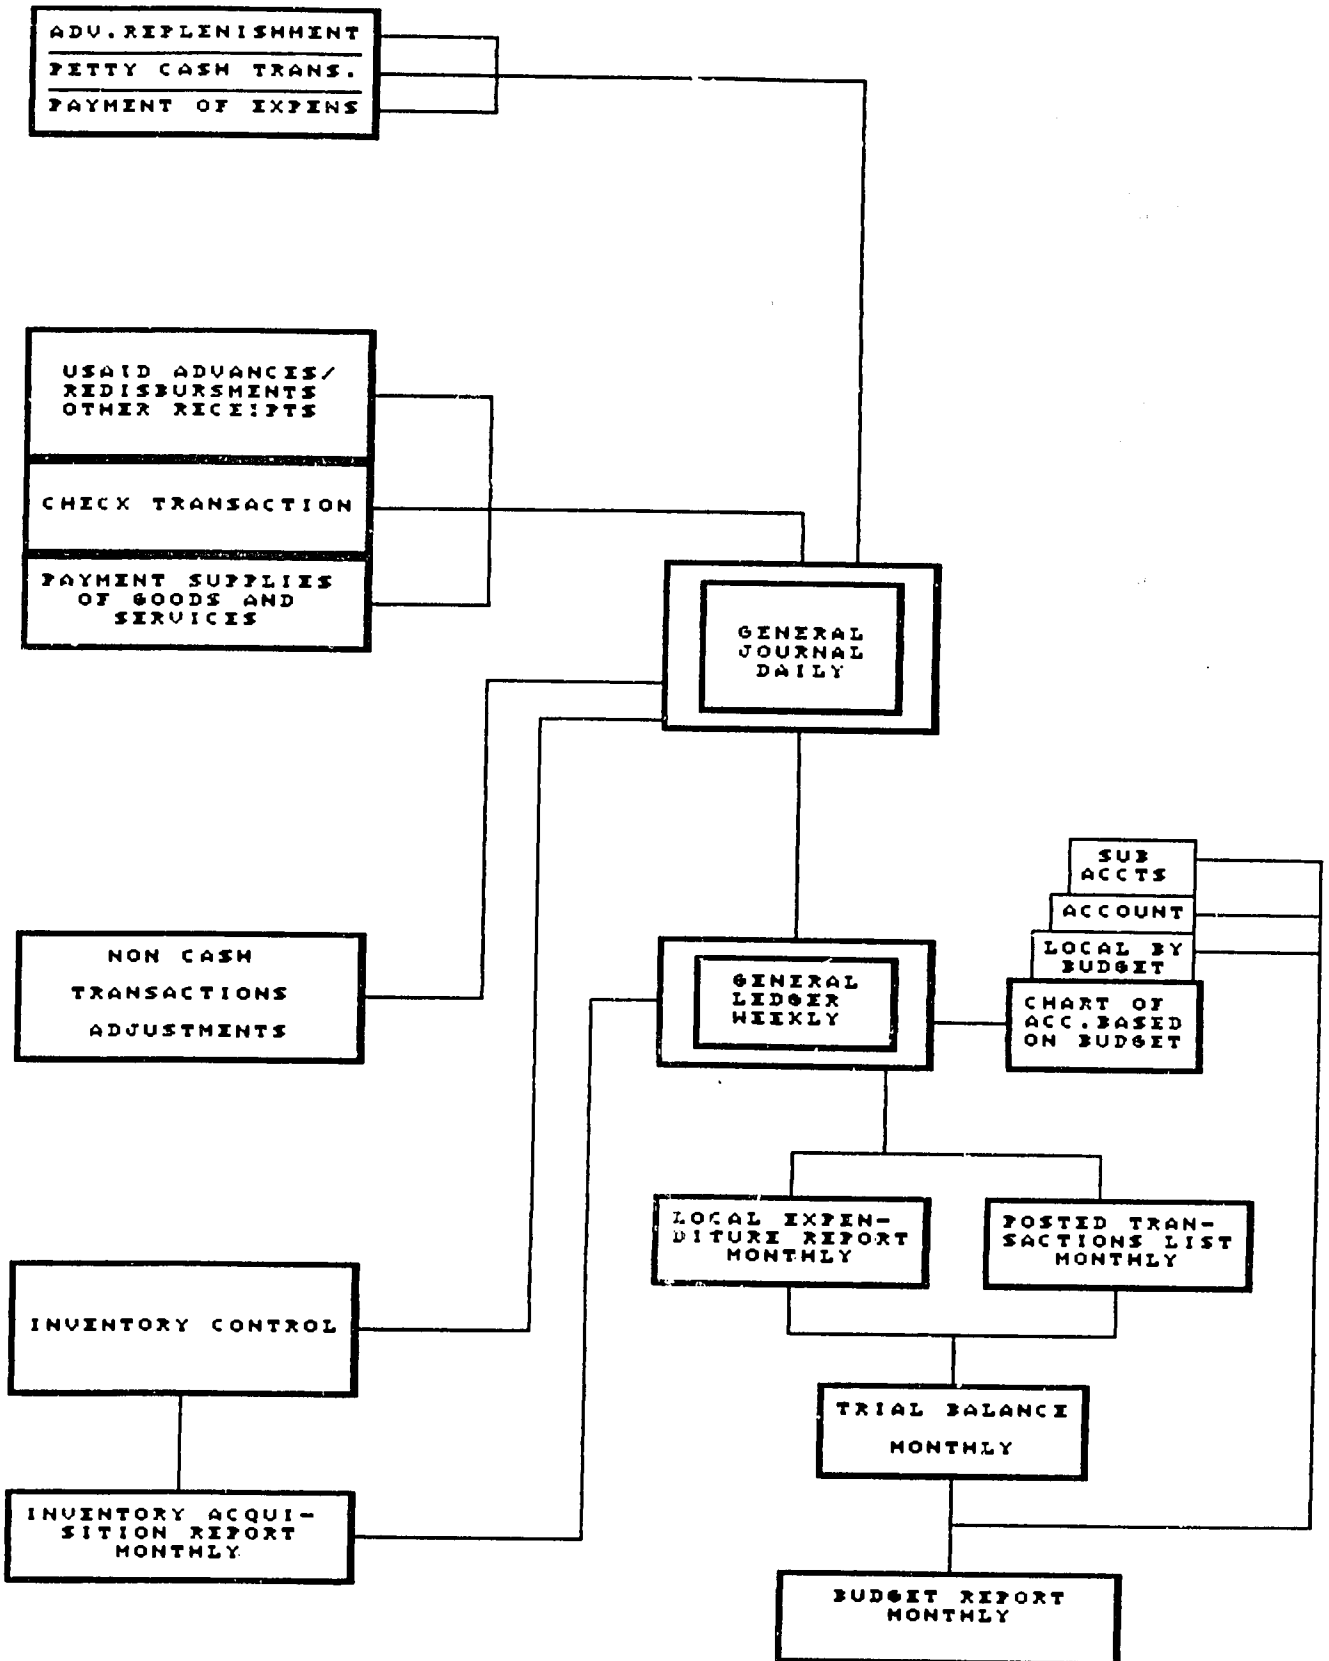 ADV.REPLENISHMENT
PETTY CASH TRANS.
PAYMENT OF EXPENS
USAID ADVANCES/
REDISBURSMENTS
OTHER RECEIPTS
CHECK TRANSACTION
PAYMENT SUPPLIES
OF GOODS AND
SERVICES
GENERAL
JOURNAL
DAILY
NON CASH
TRANSACTIONS
ADJUSTMENTS
GENERAL
LEDGER
WEEKLY
SUB
ACCTS
ACCOUNT
LOCAL BY
BUDGET
CHART OF
ACC.BASED
ON BUDGET
LOCAL EXPEN-
DITURE REPORT
MONTHLY
POSTED TRAN-
SACTIONS LIST
MONTHLY
INVENTORY CONTROL
TRIAL BALANCE
MONTHLY
INVENTORY ACQUI-
SITION REPORT
MONTHLY
BUDGET REPORT
MONTHLY